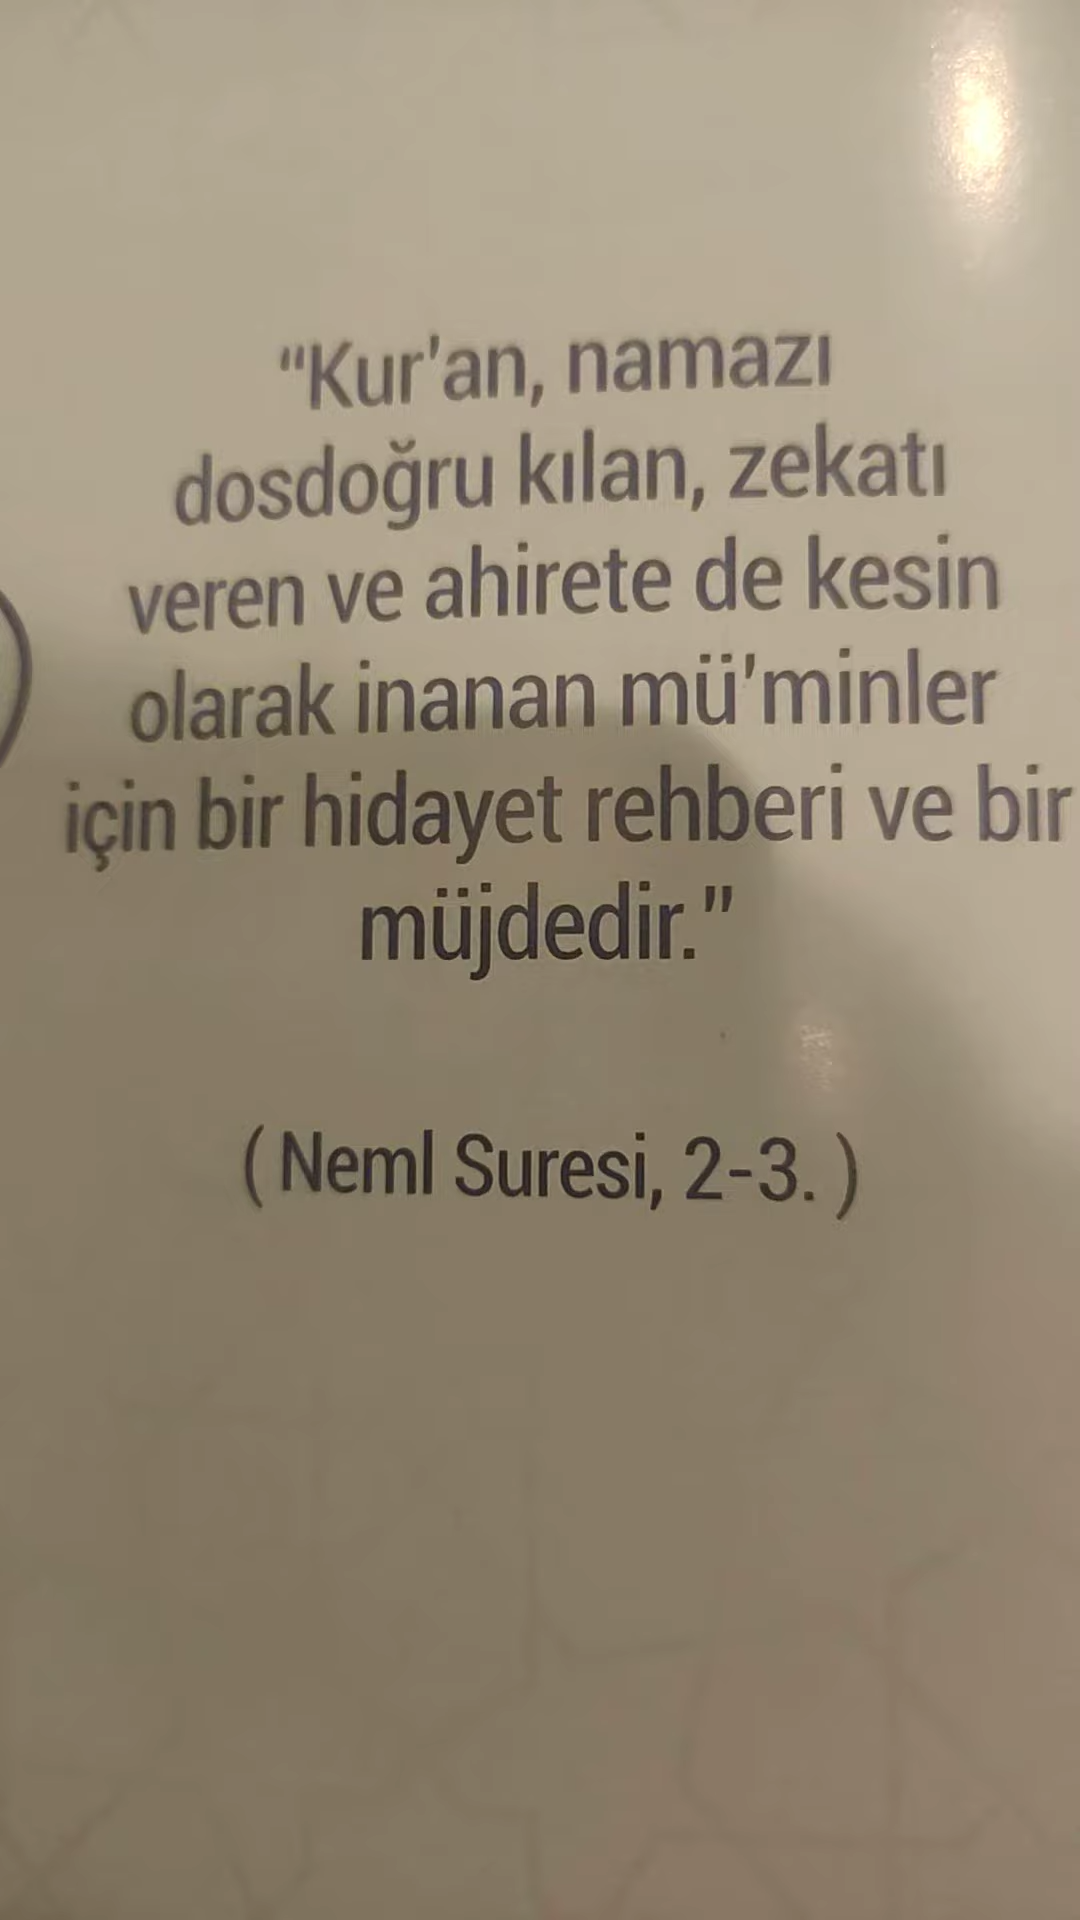 "Kur'an, namazı
dosdoğru kılan, zekatı
veren ve ahirete de kesin
olarak inanan mü'minler
için bir hidayet rehberi ve bir
müjdedir."
( Neml Suresi, 2-3. )